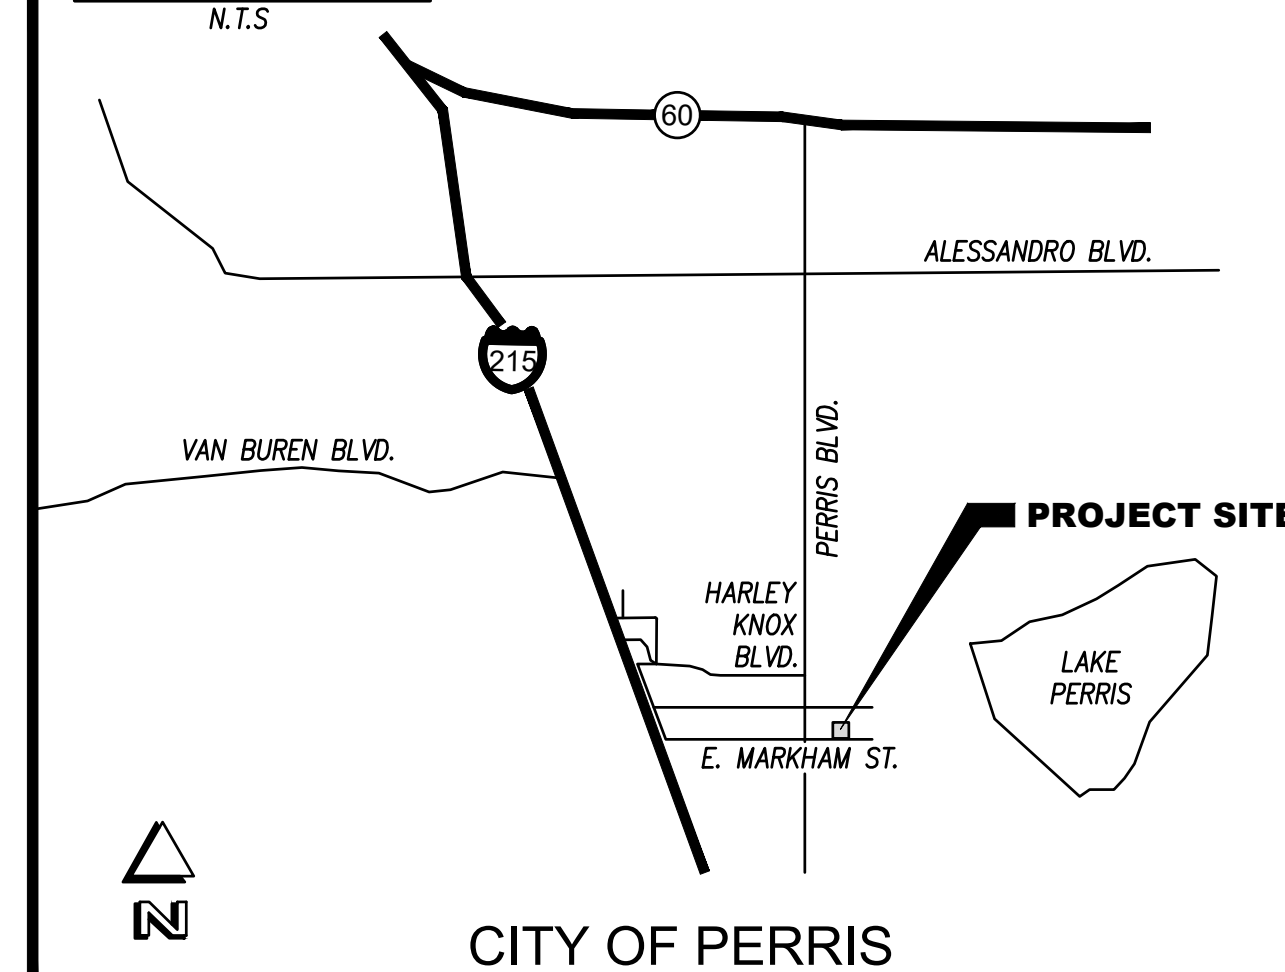 N.T.S
60
ALESSANDRO BLVD.
215
VAN BUREN BLVD.
PERRIS BLVD.
PROJECT SITE
HARLEY
KNOX
BLVD.
LAKE
PERRIS
E. MARKHAM ST.
N
CITY OF PERRIS